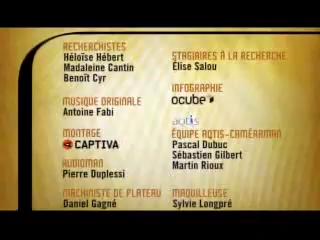 RECHERCHISTES
Héloïse Hébert
Madaleine Cantin
Benoît Cyr
MUSIQUE ORIGINALE
Antoine Fabi
MONTAGE
CAPTIVA
AUDIOMAN
Pierre Duplessi
MACHINISTE DE PLATEAU
Daniel Gagné
STAGIAIRES À LA RECHERCHE
Élise Salou
INFOGRAPHIE
ocube
aqtis
ÉQUIPE AQTIS-CAMÉRAMAN
Pascal Dubuc
Sébastien Gilbert
Martin Rioux
MAQUILLEUSE
Sylvie Longpré